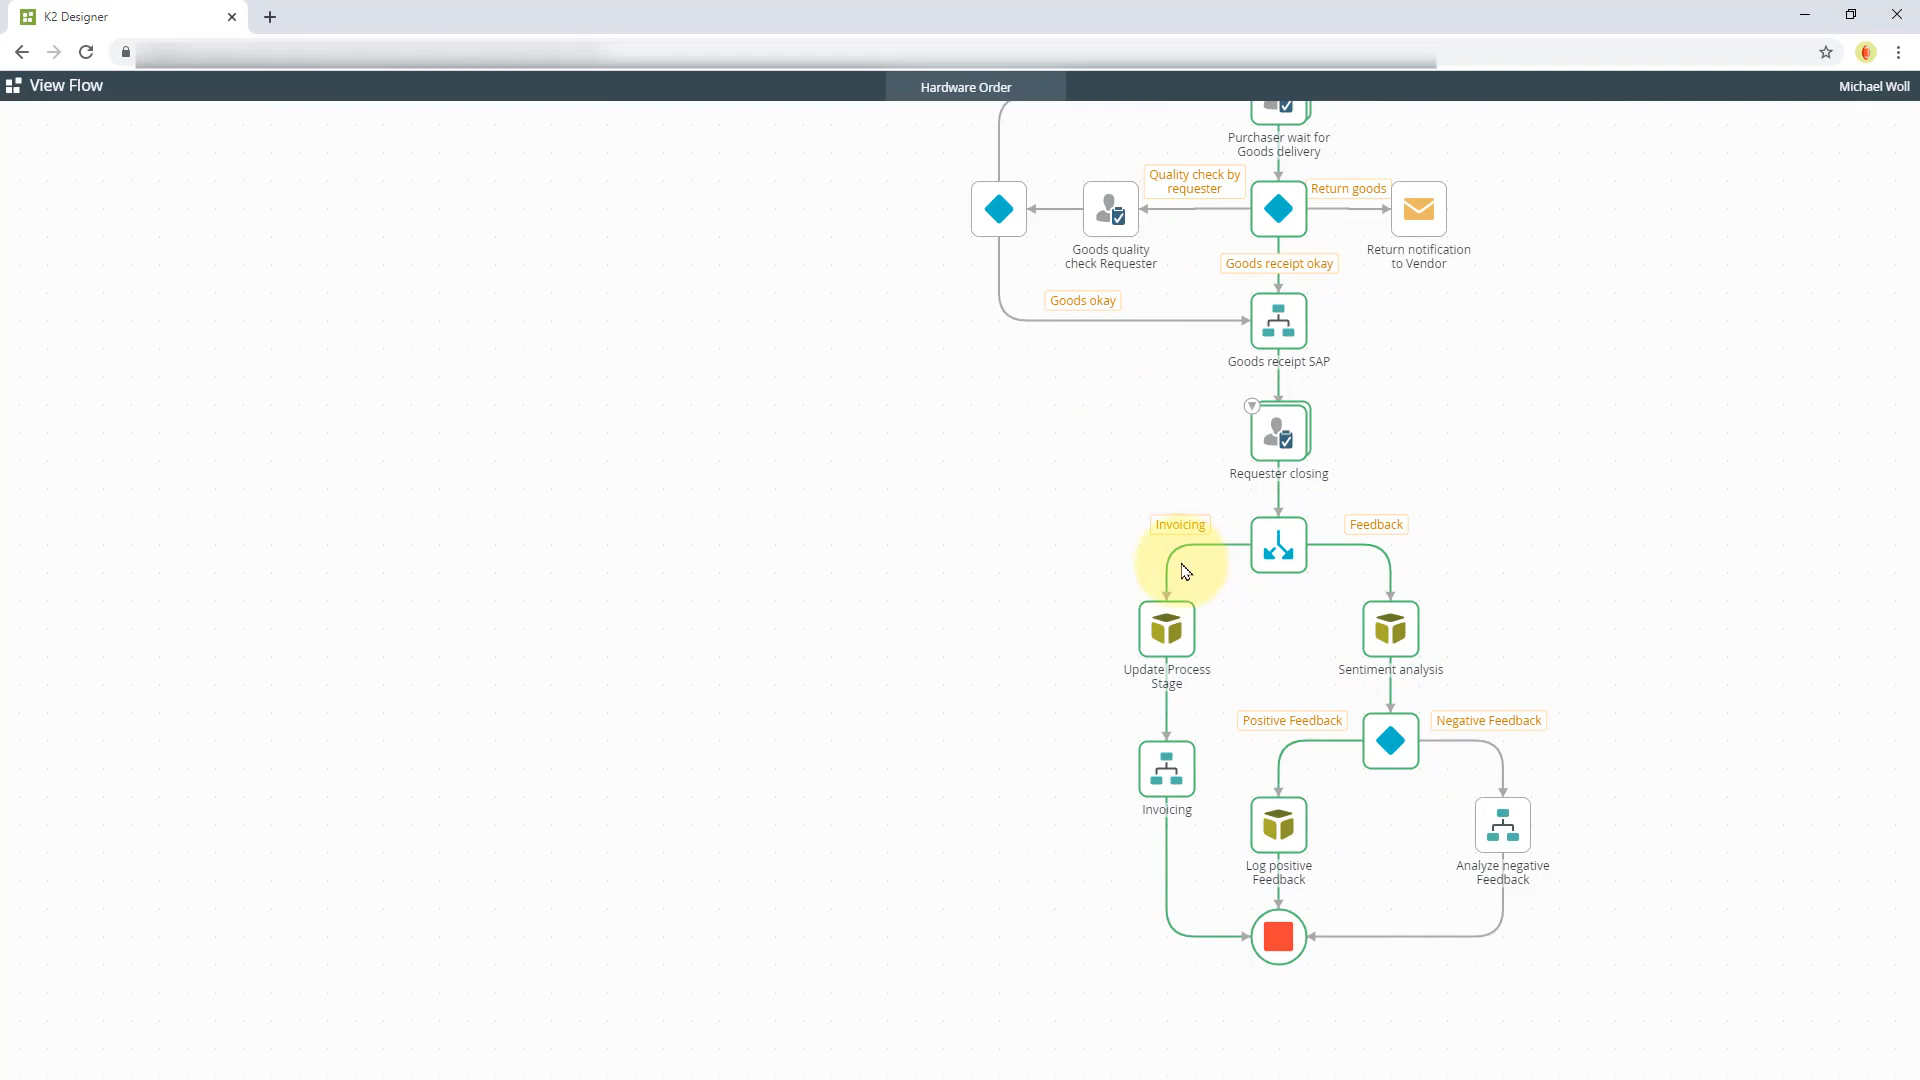 K2 Designer
View Flow
Hardware Order
Michael Woll
Purchaser wait for
Goods delivery
Quality check by
requester
Return goods
Goods quality
check Requester
Return notification
to Vendor
Goods receipt okay
Goods okay
Goods receipt SAP
Requester closing
Invoicing
Feedback
Update Process
Stage
Sentiment analysis
Positive Feedback
Negative Feedback
Invoicing
Log positive
Feedback
Analyze negative
Feedback